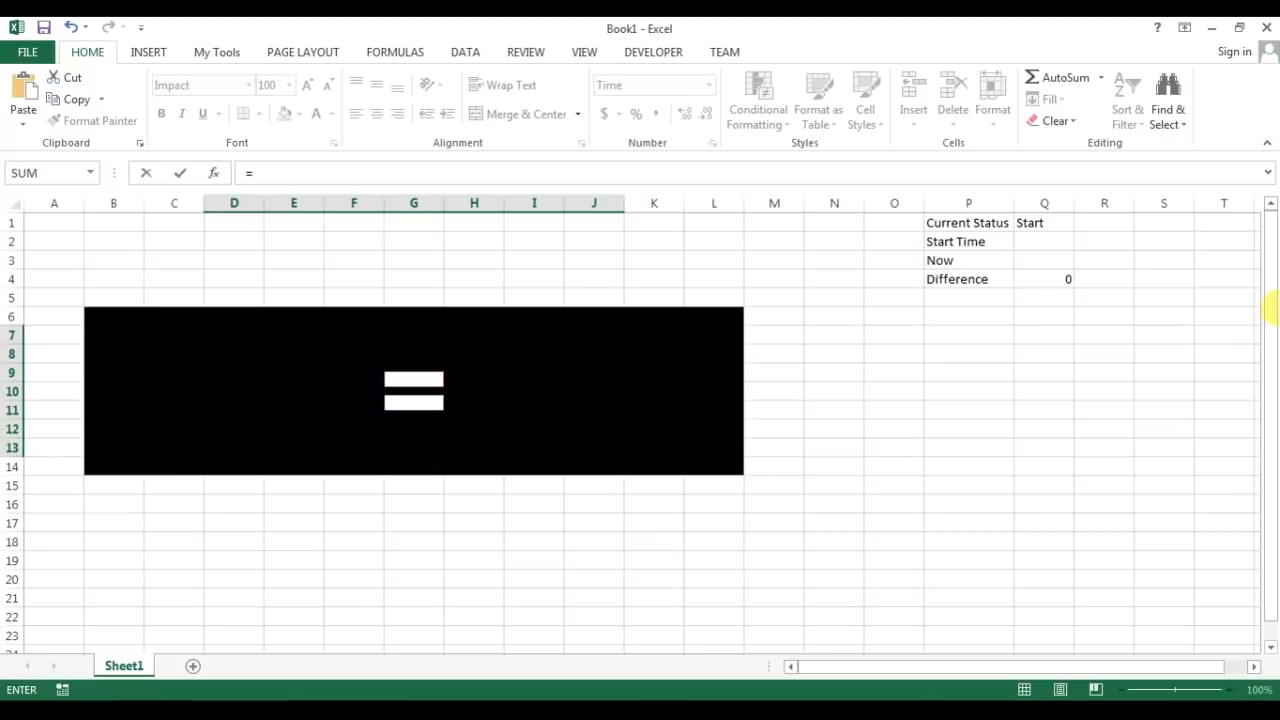 Book1 - Excel
?
Sign in
FILE HOME INSERT My Tools PAGE LAYOUT FORMULAS DATA REVIEW VIEW DEVELOPER TEAM
Paste
Cut
Copy
Format Painter
Clipboard
Impact 100
B I U
Font
Wrap Text
Merge & Center
Alignment
Time
$ % ,
Number
Conditional Formatting
Format as Table
Cell Styles
Styles
Insert
Delete
Format
Cells
AutoSum
Fill
Clear
Sort & Filter
Find & Select
Editing
SUM
fx
=
A B C D E F G H I J K L M N O P Q R S T
1 Current Status Start
2 Start Time
3 Now
4 Difference 0
5
6
7
8
9
10
11
12
13
14
15
16
17
18
19
20
21
22
23
=
Sheet1
ENTER
100%